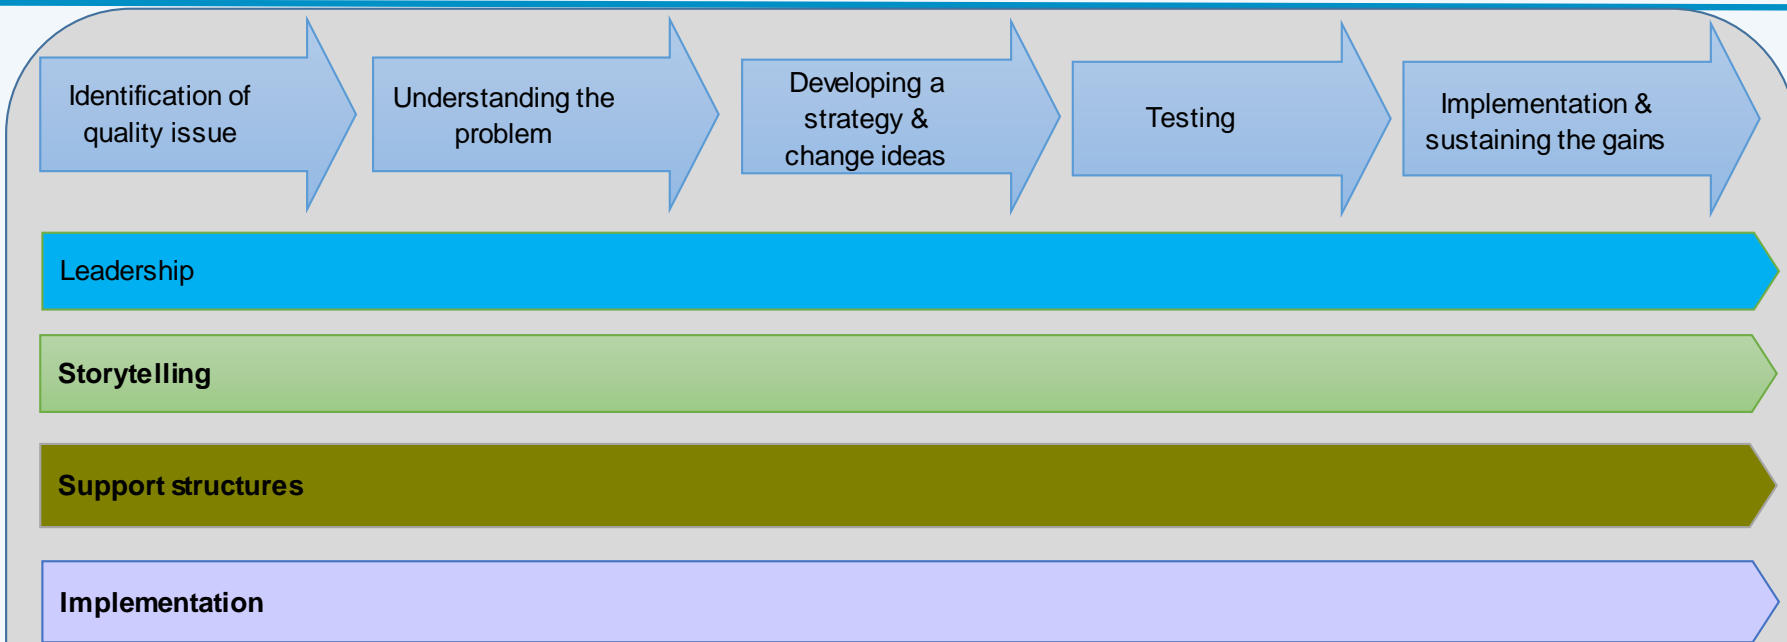 Identification of
quality issue
Understanding the
problem
Developing a
strategy &
change ideas
Testing
Implementation &
sustaining the gains
Leadership
Storytelling
Support structures
Implementation